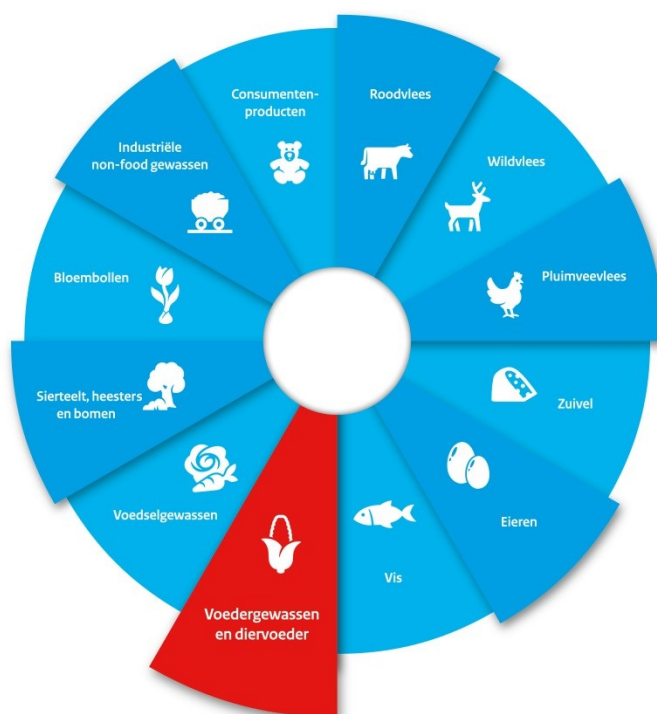 Consumenten-
producten
Roodvlees
Industriële
non-food gewassen
Wildvlees
Bloembollen
Pluimveevlees
Sierteelt, heesters
en bomen
Zuivel
Voedselgewassen
Eieren
Vis
Voedergewassen
en diervoeder